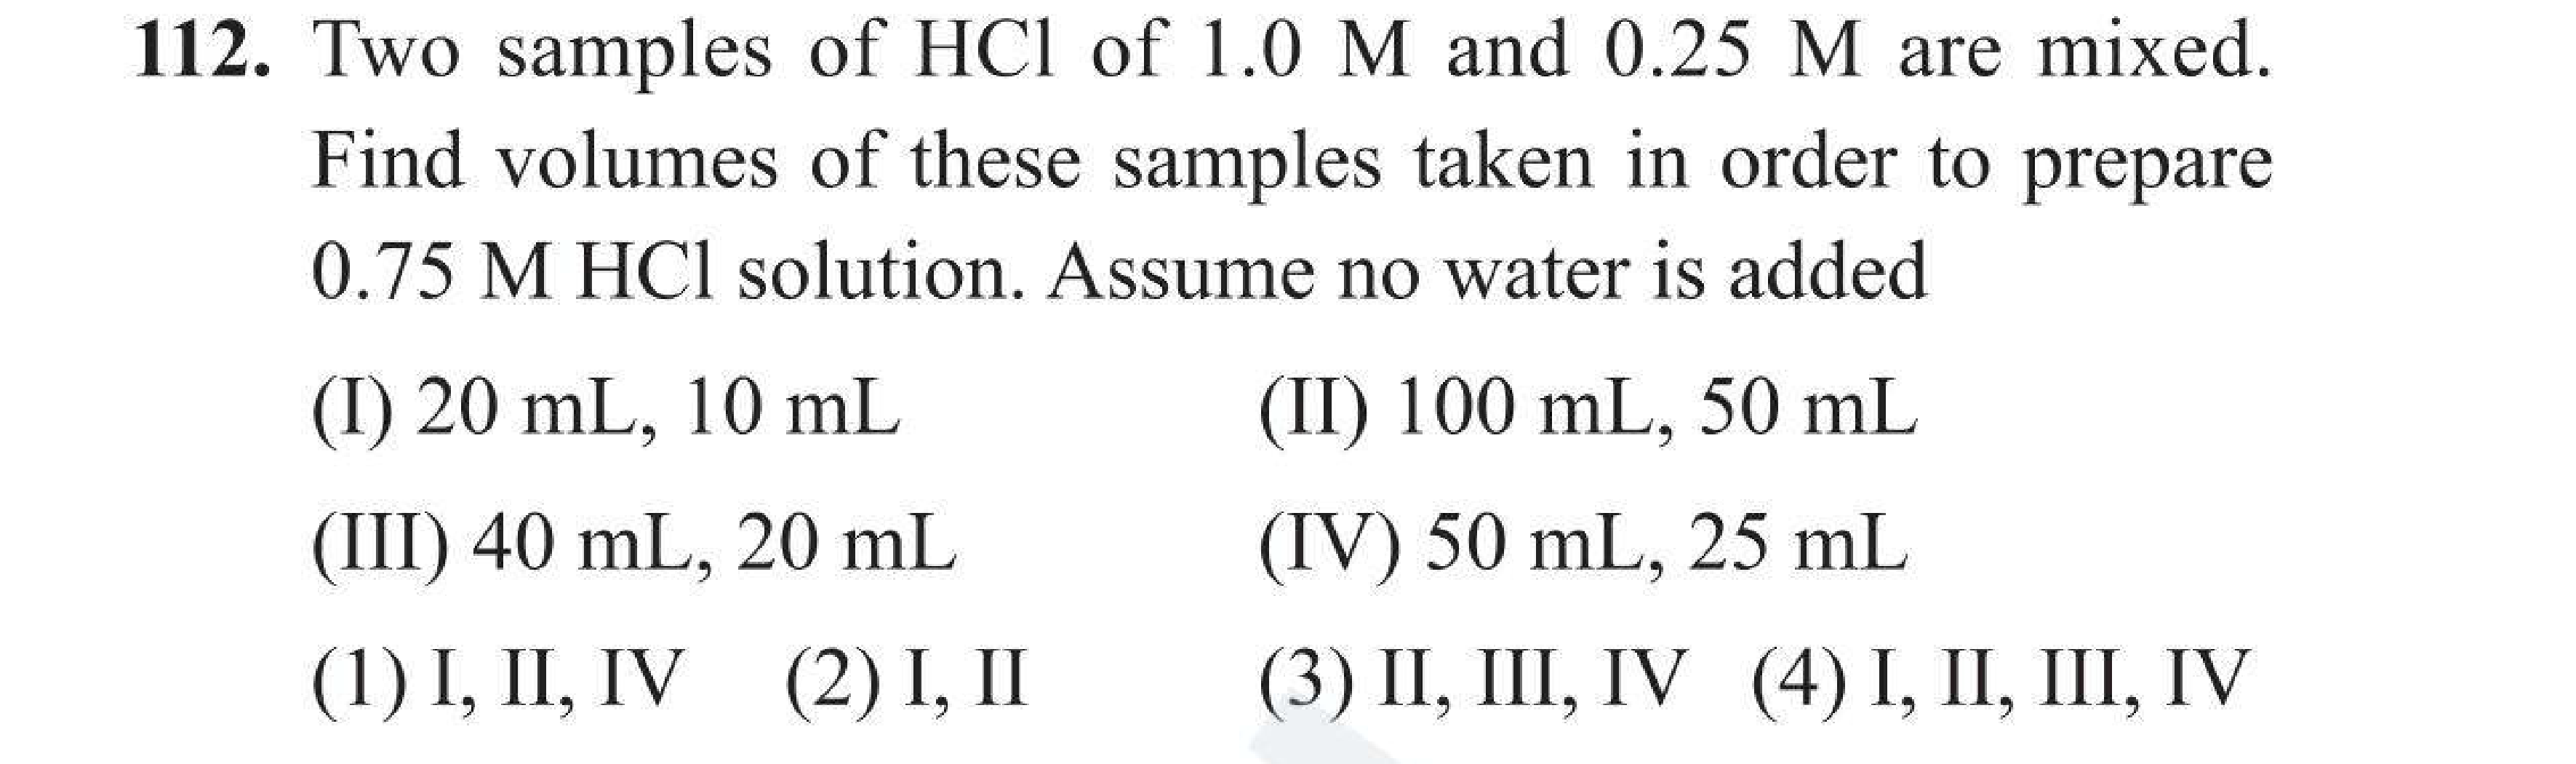 112. Two samples of HCl of 1.0 M and 0.25 M are mixed.
Find volumes of these samples taken in order to prepare
0.75 M HCl solution. Assume no water is added
(I) 20 mL, 10 mL (II) 100 mL, 50 mL
(III) 40 mL, 20 mL (IV) 50 mL, 25 mL
(1) I, II, IV (2) I, II (3) II, III, IV (4) I, II, III, IV